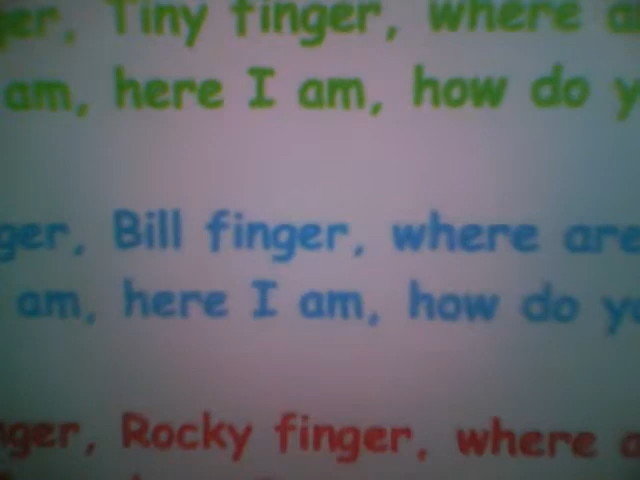 ger, Tiny finger, where a
am, here I am, how do y
ger, Bill finger, where are
am, here I am, how do yo
nger, Rocky finger, where a